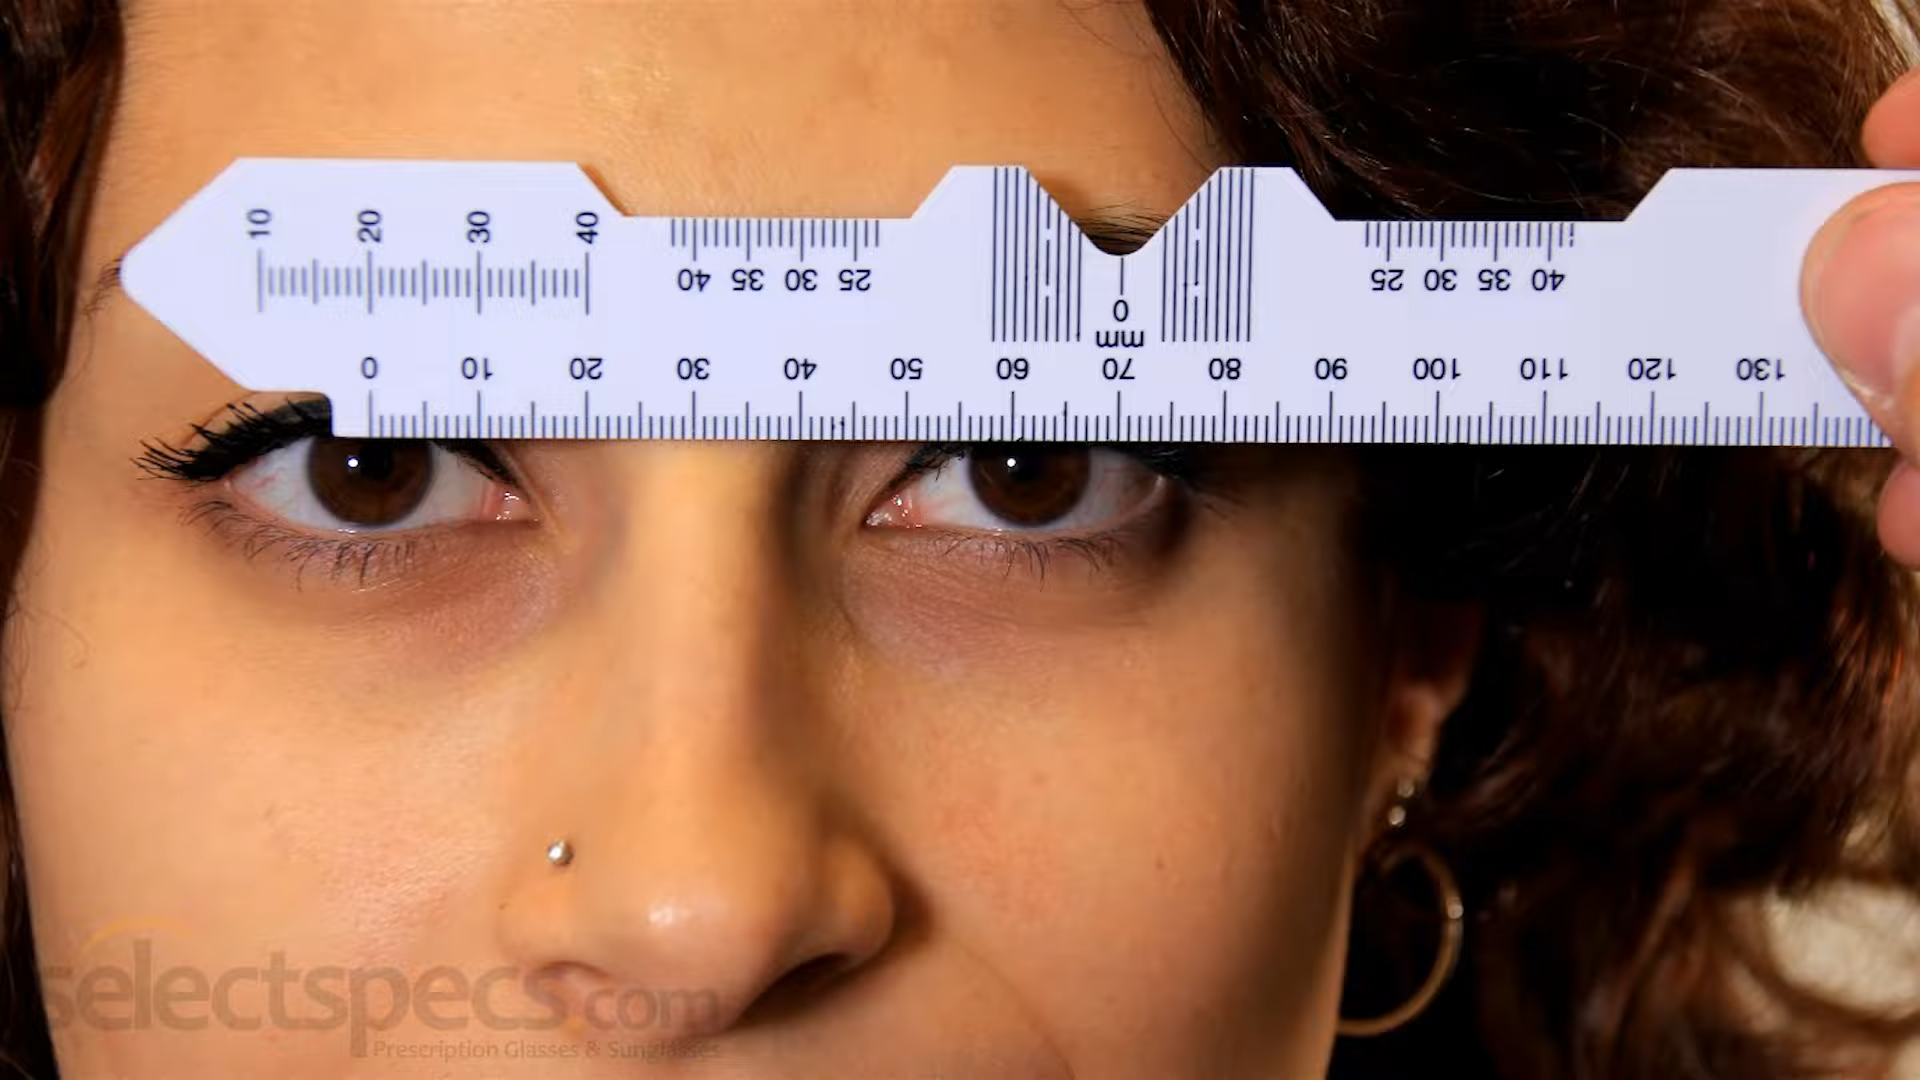 10 20 30 40
40 35 30 25
25 30 35 40
0
mm
0 10 20 30 40 50 60 70 80 90 100 110 120 130
selectspecs.com
Prescription Glasses & Sunglasses